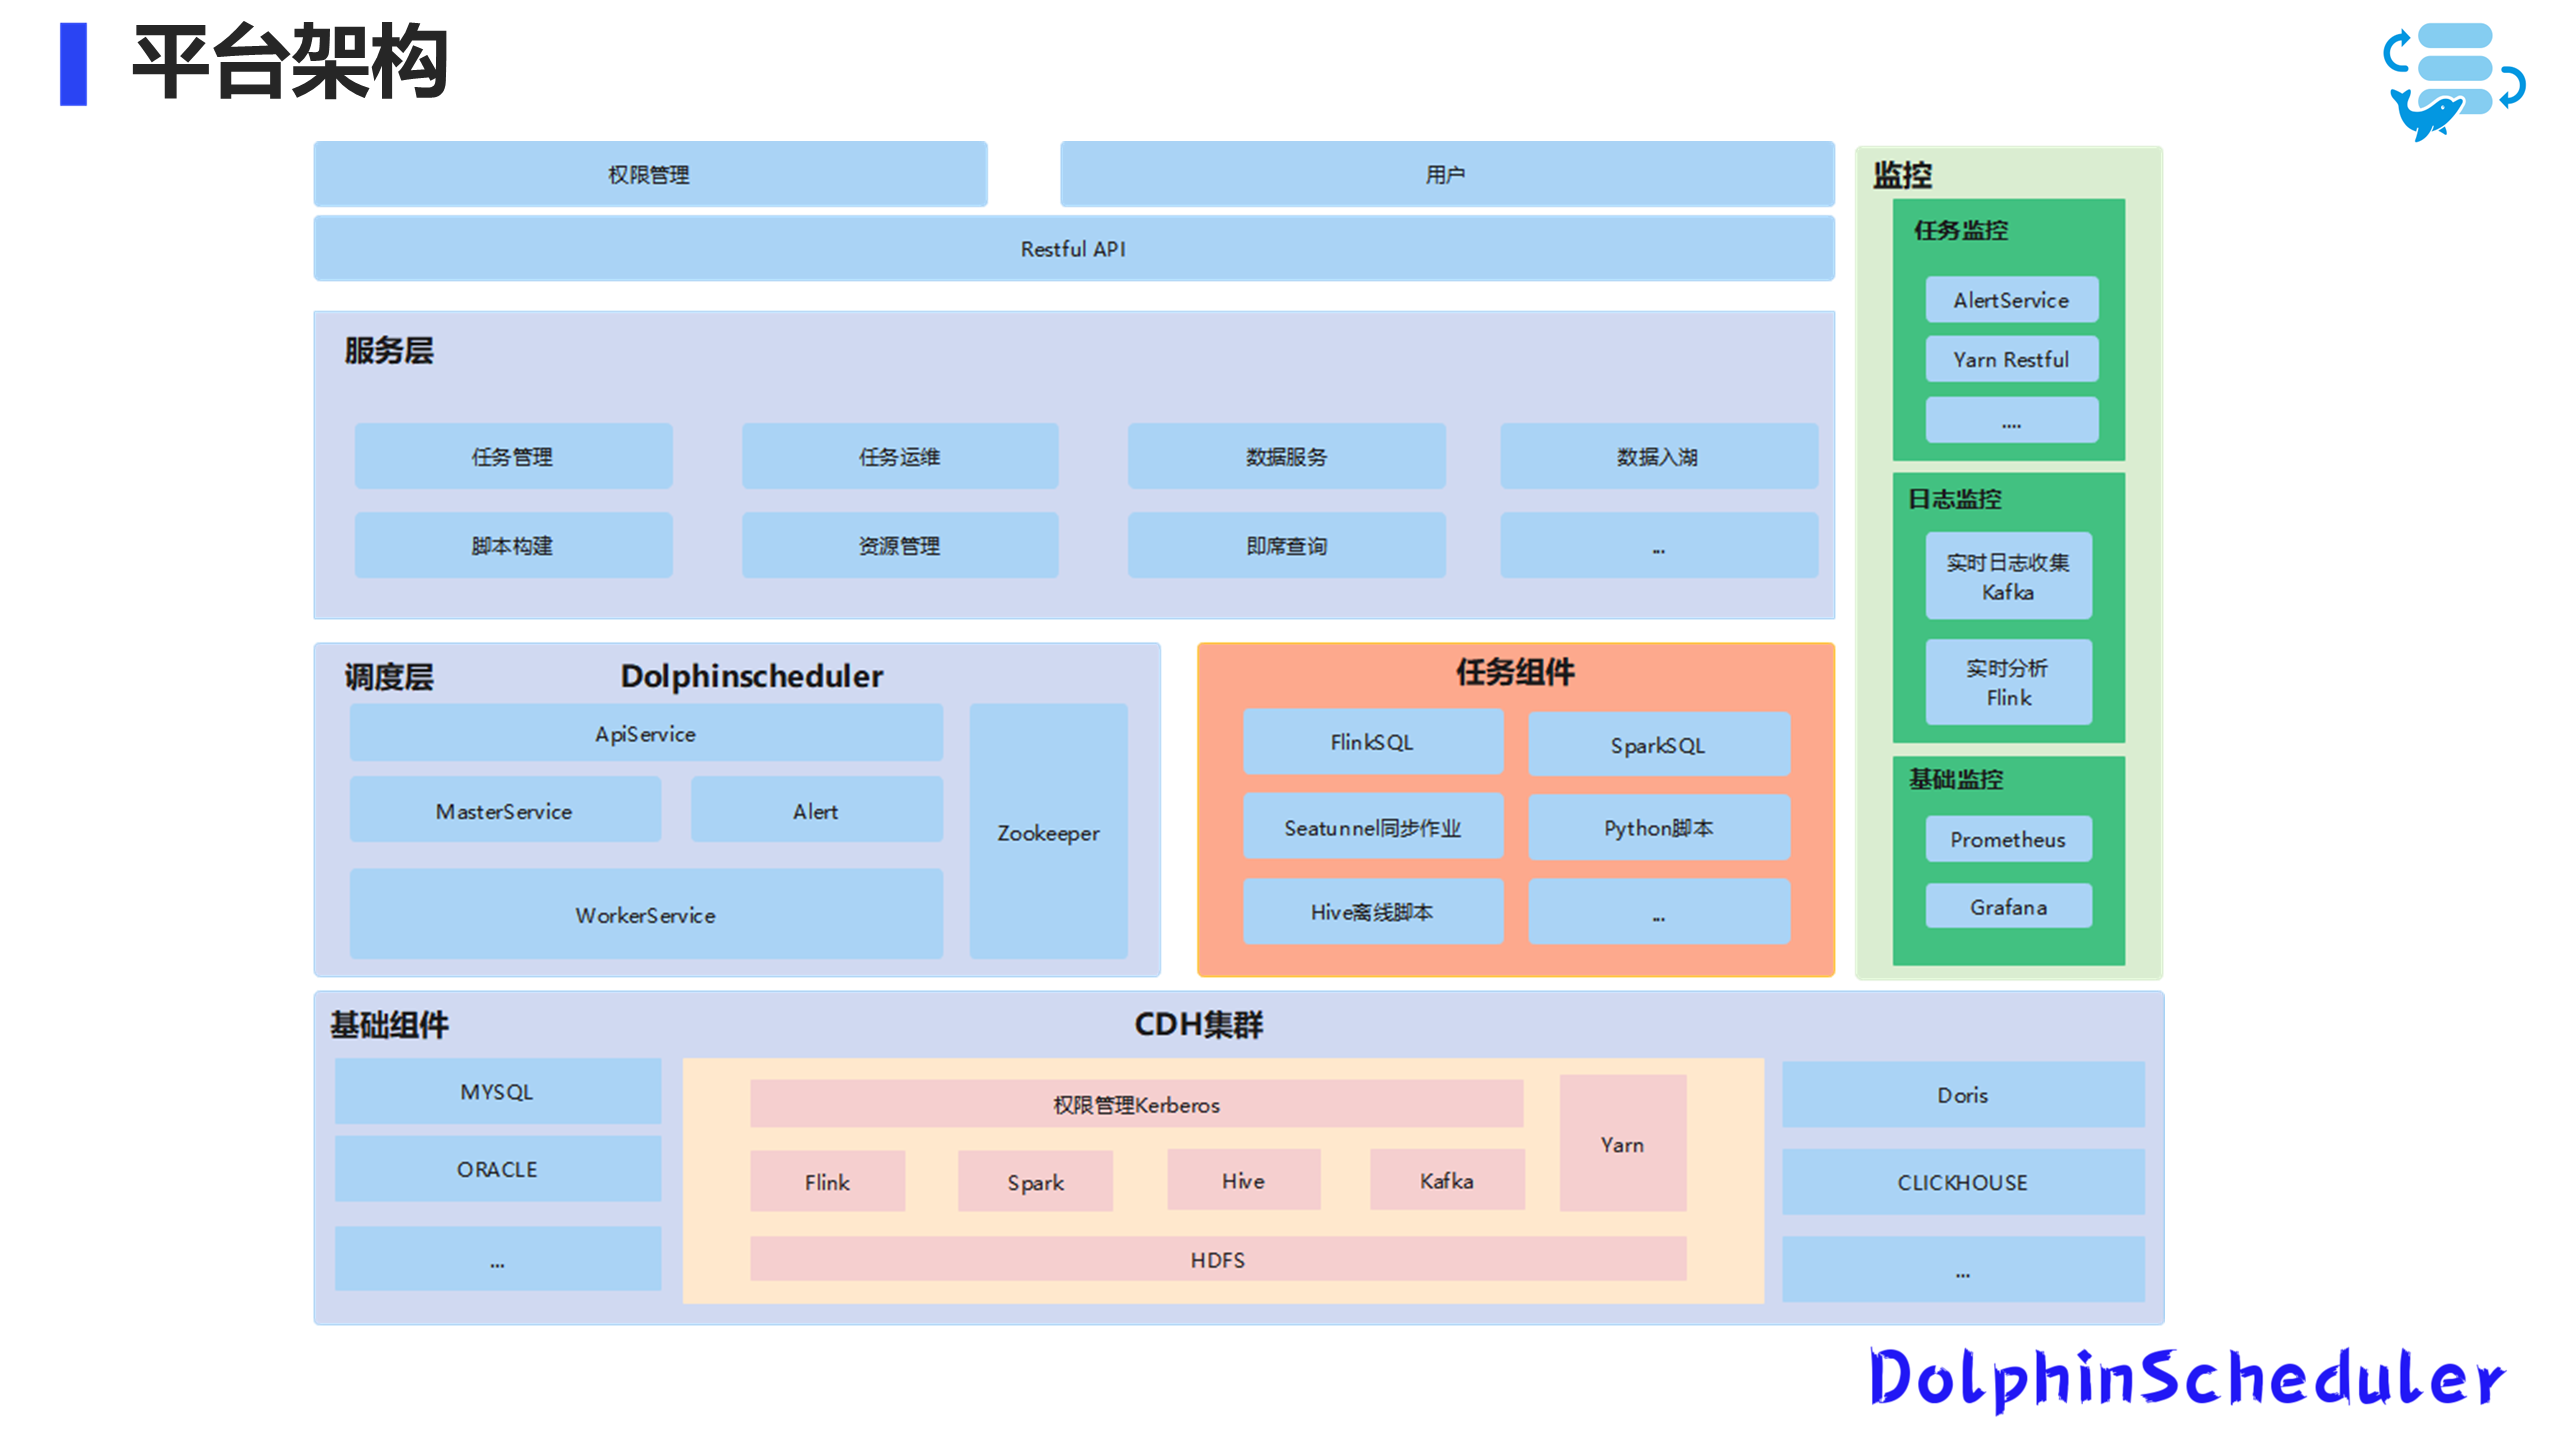 平台架构
权限管理
用户
Restful API
服务层
任务管理
任务运维
数据服务
数据入湖
脚本构建
资源管理
即席查询
...
调度层
Dolphinscheduler
ApiService
MasterService
Alert
WorkerService
Zookeeper
任务组件
FlinkSQL
SparkSQL
Seatunnel同步作业
Python脚本
Hive离线脚本
...
监控
任务监控
AlertService
Yarn Restful
....
日志监控
实时日志收集
Kafka
实时分析
Flink
基础监控
Prometheus
Grafana
基础组件
CDH集群
MYSQL
ORACLE
...
权限管理Kerberos
Yarn
Flink
Spark
Hive
Kafka
HDFS
Doris
CLICKHOUSE
...
DolphinScheduler